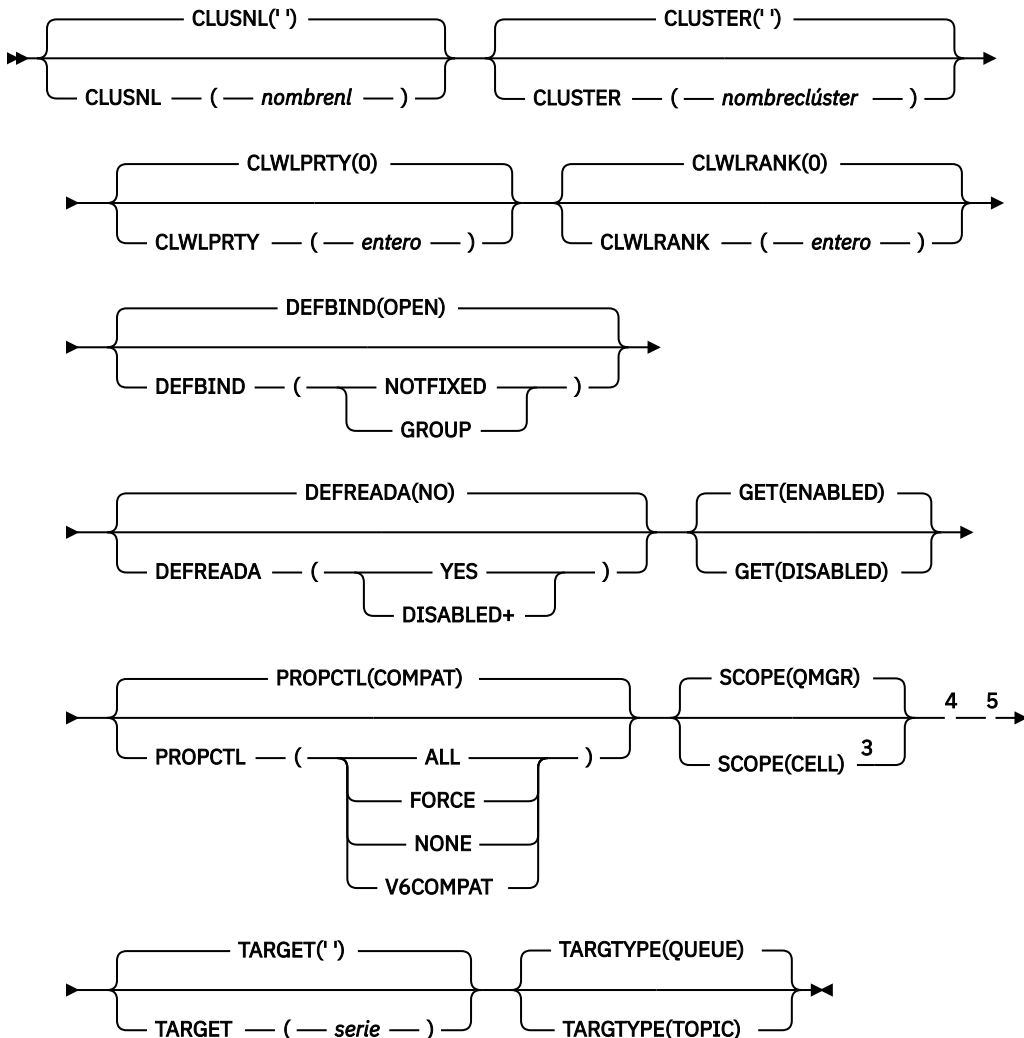 CLUSNL(' ') CLUSTER(' ')
CLUSNL ( nombrenl ) CLUSTER ( nombreclúster )
CLWLPRTY(0) CLWLRANK(0)
CLWLPRTY ( entero ) CLWLRANK ( entero )
DEFBIND(OPEN)
DEFBIND ( NOTFIXED )
GROUP
DEFREADA(NO) GET(ENABLED)
DEFREADA ( YES ) GET(DISABLED)
DISABLED+
PROPCTL(COMPAT) SCOPE(QMGR) 4 5
PROPCTL ( ALL ) SCOPE(CELL) 3
FORCE
NONE
V6COMPAT
TARGET(' ') TARGTYPE(QUEUE)
TARGET ( serie ) TARGTYPE(TOPIC)